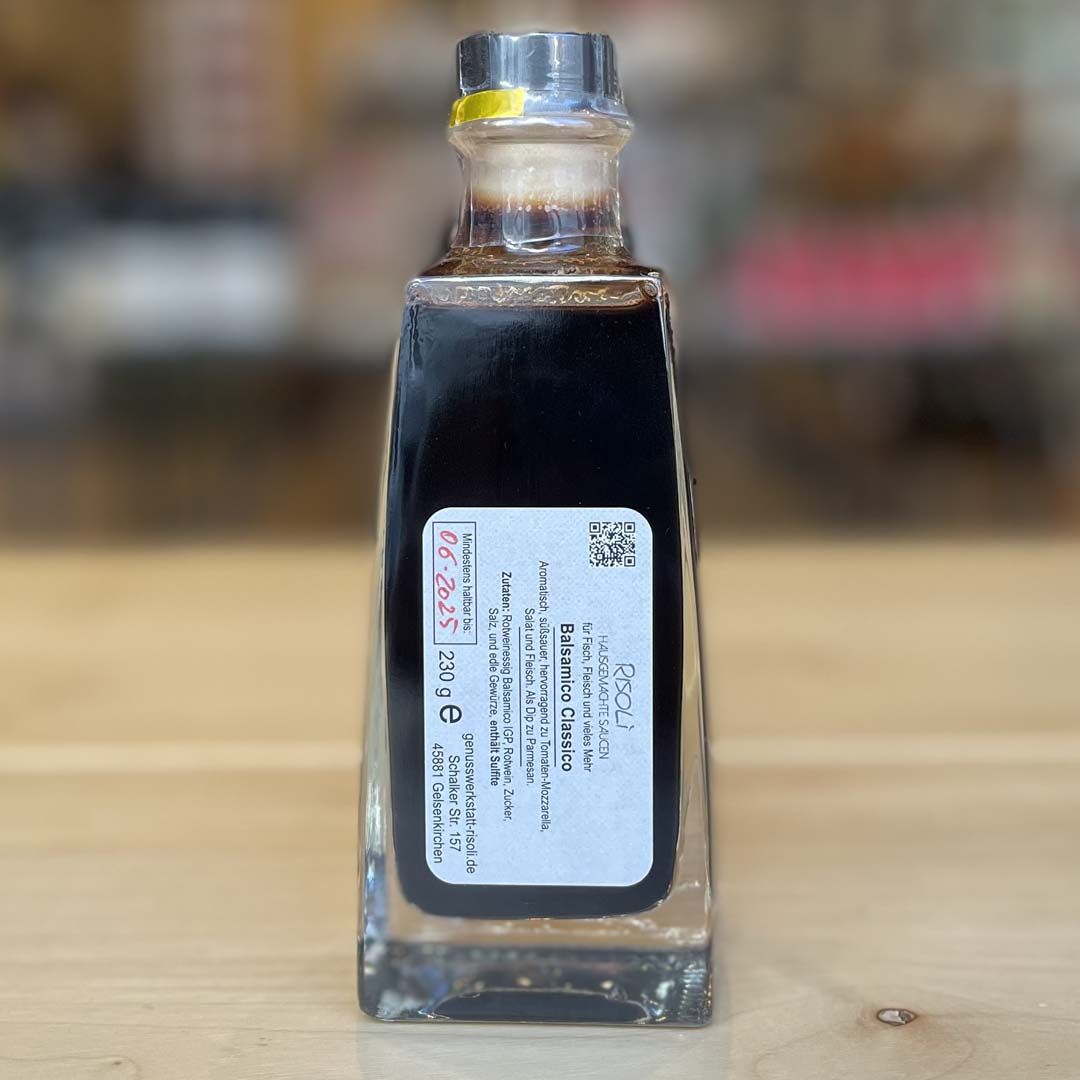 RISOLI
HAUSGEMACHTE SAUCEN
für Fisch, Fleisch und vieles Mehr
Balsamico Classico
Aromatisch, süßsauer, hervorragend zu Tomaten-Mozzarella,
Salat und Fleisch. Als Dip zu Parmesan.
Zutaten: Rotweinessig Balsamico IGP, Rotwein, Zucker,
Salz, und edle Gewürze, enthält Sulfite
Mindestens haltbar bis:
06.2025
230 g ℮
genusswerkstatt-risoli.de
Schalker Str. 157
45881 Gelsenkirchen